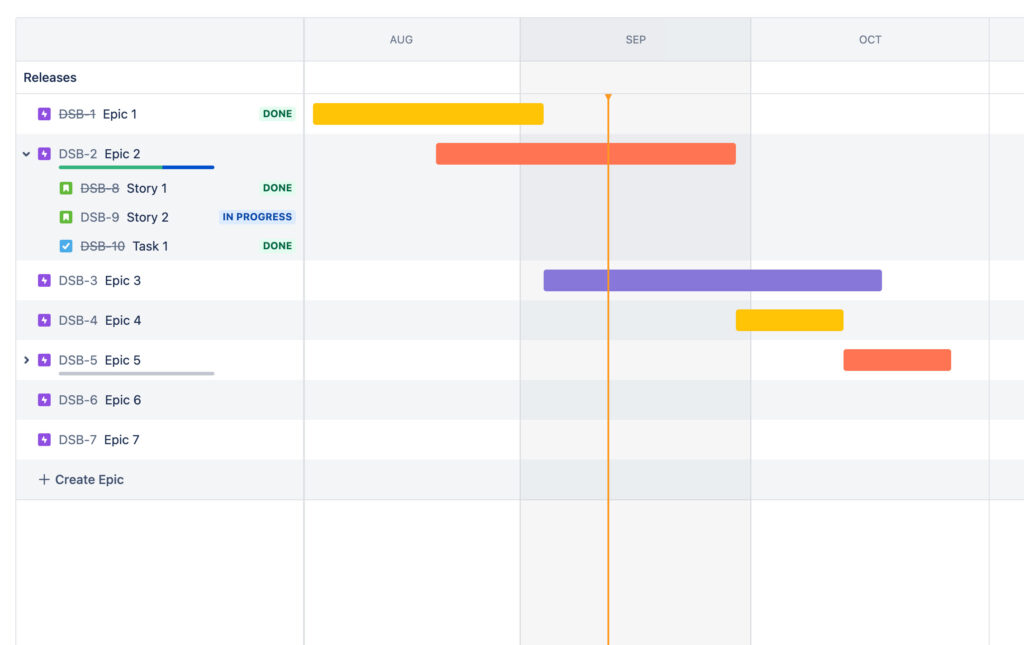 AUG SEP OCT
Releases
DSB-1 Epic 1 DONE
DSB-2 Epic 2
DSB-8 Story 1 DONE
DSB-9 Story 2 IN PROGRESS
DSB-10 Task 1 DONE
DSB-3 Epic 3
DSB-4 Epic 4
DSB-5 Epic 5
DSB-6 Epic 6
DSB-7 Epic 7
+ Create Epic